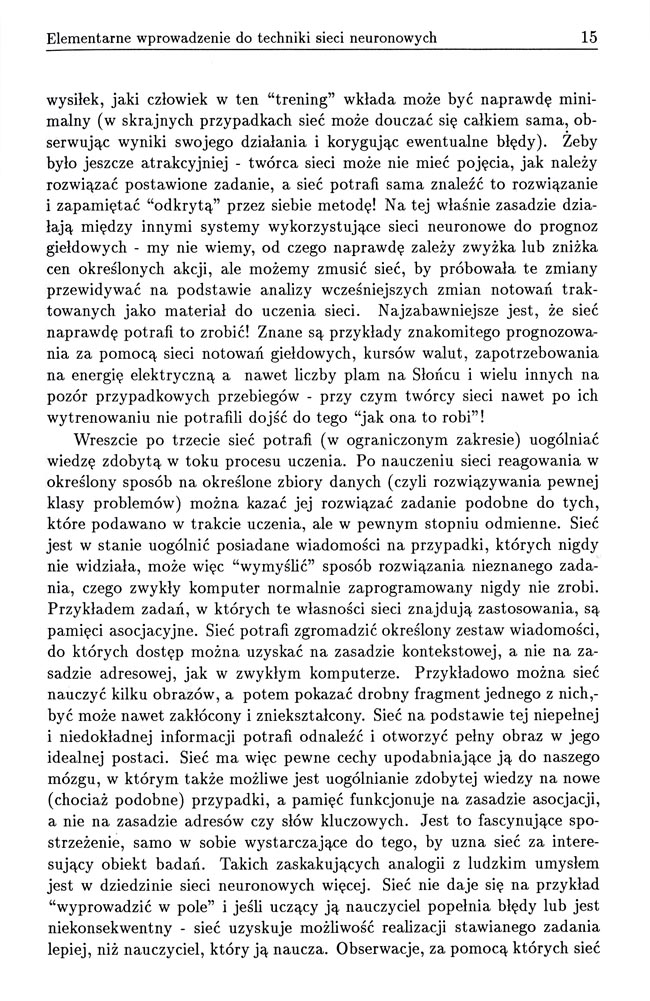 Elementarne wprowadzenie do techniki sieci neuronowych 15
wysiłek, jaki człowiek w ten “trening” wkłada może być naprawdę mini-
malny (w skrajnych przypadkach sieć może douczać się całkiem sama, ob-
serwując wyniki swojego działania i korygując ewentualne błędy). Żeby
było jeszcze atrakcyjniej - twórca sieci może nie mieć pojęcia, jak należy
rozwiązać postawione zadanie, a sieć potrafi sama znaleźć to rozwiązanie
i zapamiętać “odkrytą” przez siebie metodę! Na tej właśnie zasadzie dzia-
łają między innymi systemy wykorzystujące sieci neuronowe do prognoz
giełdowych - my nie wiemy, od czego naprawdę zależy zwyżka lub zniżka
cen określonych akcji, ale możemy zmusić sieć, by próbowała te zmiany
przewidywać na podstawie analizy wcześniejszych zmian notowań trak-
towanych jako materiał do uczenia sieci. Najzabawniejsze jest, że sieć
naprawdę potrafi to zrobić! Znane są przykłady znakomitego prognozowa-
nia za pomocą sieci notowań giełdowych, kursów walut, zapotrzebowania
na energię elektryczną a nawet liczby plam na Słońcu i wielu innych na
pozór przypadkowych przebiegów - przy czym twórcy sieci nawet po ich
wytrenowaniu nie potrafili dojść do tego “jak ona to robi”!
Wreszcie po trzecie sieć potrafi (w ograniczonym zakresie) uogólniać
wiedzę zdobytą w toku procesu uczenia. Po nauczeniu sieci reagowania w
określony sposób na określone zbiory danych (czyli rozwiązywania pewnej
klasy problemów) można kazać jej rozwiązać zadanie podobne do tych,
które podawano w trakcie uczenia, ale w pewnym stopniu odmienne. Sieć
jest w stanie uogólnić posiadane wiadomości na przypadki, których nigdy
nie widziała, może więc “wymyślić” sposób rozwiązania nieznanego zada-
nia, czego zwykły komputer normalnie zaprogramowany nigdy nie zrobi.
Przykładem zadań, w których te własności sieci znajdują zastosowania, są
pamięci asocjacyjne. Sieć potrafi zgromadzić określony zestaw wiadomości,
do których dostęp można uzyskać na zasadzie kontekstowej, a nie na za-
sadzie adresowej, jak w zwykłym komputerze. Przykładowo można sieć
nauczyć kilku obrazów, a potem pokazać drobny fragment jednego z nich,-
być może nawet zakłócony i zniekształcony. Sieć na podstawie tej niepełnej
i niedokładnej informacji potrafi odnaleźć i otworzyć pełny obraz w jego
idealnej postaci. Sieć ma więc pewne cechy upodabniające ją do naszego
mózgu, w którym także możliwe jest uogólnianie zdobytej wiedzy na nowe
(chociaż podobne) przypadki, a pamięć funkcjonuje na zasadzie asocjacji,
a nie na zasadzie adresów czy słów kluczowych. Jest to fascynujące spo-
strzeżenie, samo w sobie wystarczające do tego, by uzna sieć za intere-
sujący obiekt badań. Takich zaskakujących analogii z ludzkim umysłem
jest w dziedzinie sieci neuronowych więcej. Sieć nie daje się na przykład
“wyprowadzić w pole” i jeśli uczący ją nauczyciel popełnia błędy lub jest
niekonsekwentny - sieć uzyskuje możliwość realizacji stawianego zadania
lepiej, niż nauczyciel, który ją naucza. Obserwacje, za pomocą których sieć